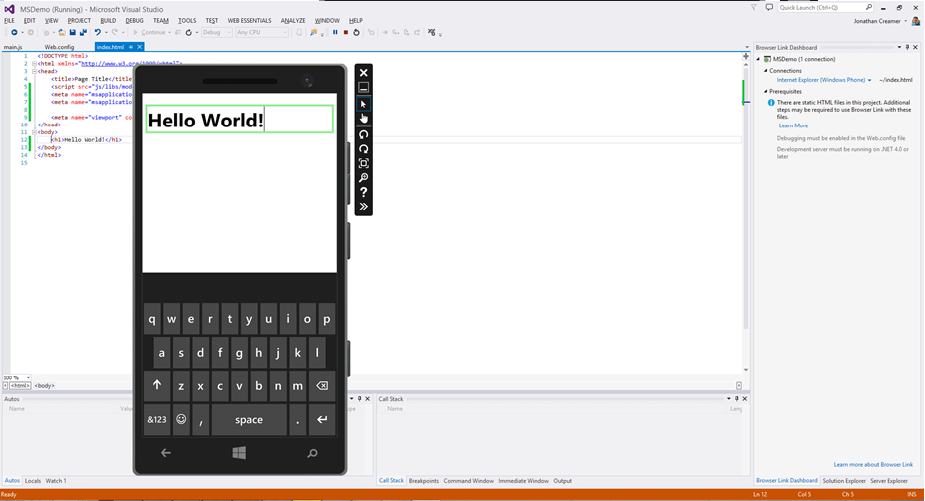 MSDemo (Running) - Microsoft Visual Studio
Quick Launch (Ctrl+Q)
FILE EDIT VIEW PROJECT BUILD DEBUG TEAM TOOLS TEST WEB ESSENTIALS ANALYZE WINDOW HELP
Jonathan Creamer
Continue Debug Any CPU
main.js Web.config index.html
Browser Link Dashboard
1 <!DOCTYPE html>
2 <html xmlns="http://www.w3.org/1999/xhtml">
3 <head>
4 <title>Page Title</title
5 <script src="js/libs/mod
6 <meta name="msapplication
7 <meta name="msapplication
8
9 <meta name="viewport" co
10 </head>
11 <body>
12 <h1>Hello World!</h1>
13 </body>
14 </html>
15
Hello World!
q w e r t y u i o p
a s d f g h j k l
z x c v b n m
&123 , space .
?
MSDemo (1 connection)
Connections
Internet Explorer (Windows Phone) ~/index.html
Prerequisites
There are static HTML files in this project. Additional
steps may be required to use Browser Link with these
files.
Learn More
Debugging must be enabled in the Web.config file
Development server must be running on .NET 4.0 or
later
Learn more about Browser Link
100 %
<html> <body>
Autos
Name Valu
Type
Call Stack
Name Lang
Autos Locals Watch 1
Call Stack Breakpoints Command Window Immediate Window Output
Browser Link Dashboard Solution Explorer Server Explorer
Ready
Ln 12 Col 5 Ch 5 INS